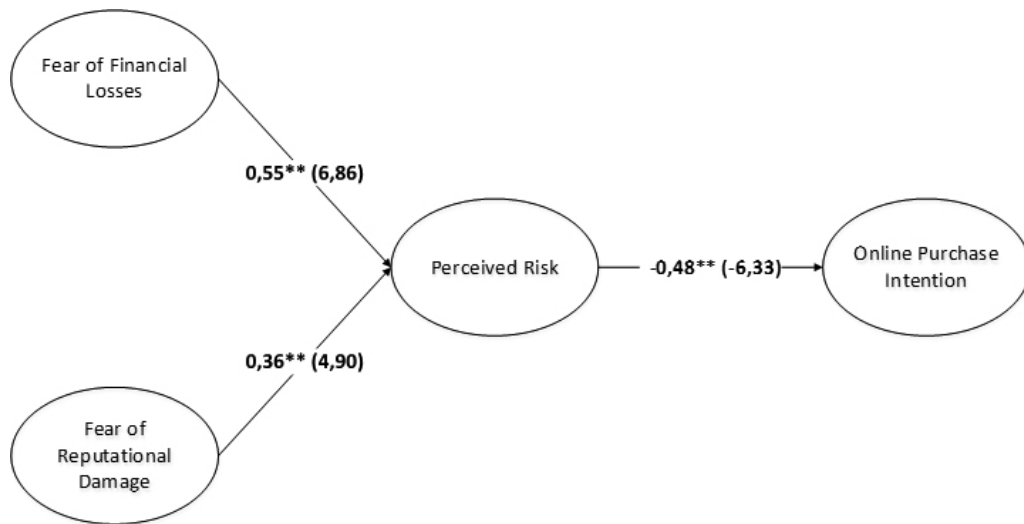 Fear of Financial
Losses
0,55** (6,86)
Perceived Risk
-0,48** (-6,33)
Online Purchase
Intention
0,36** (4,90)
Fear of
Reputational
Damage